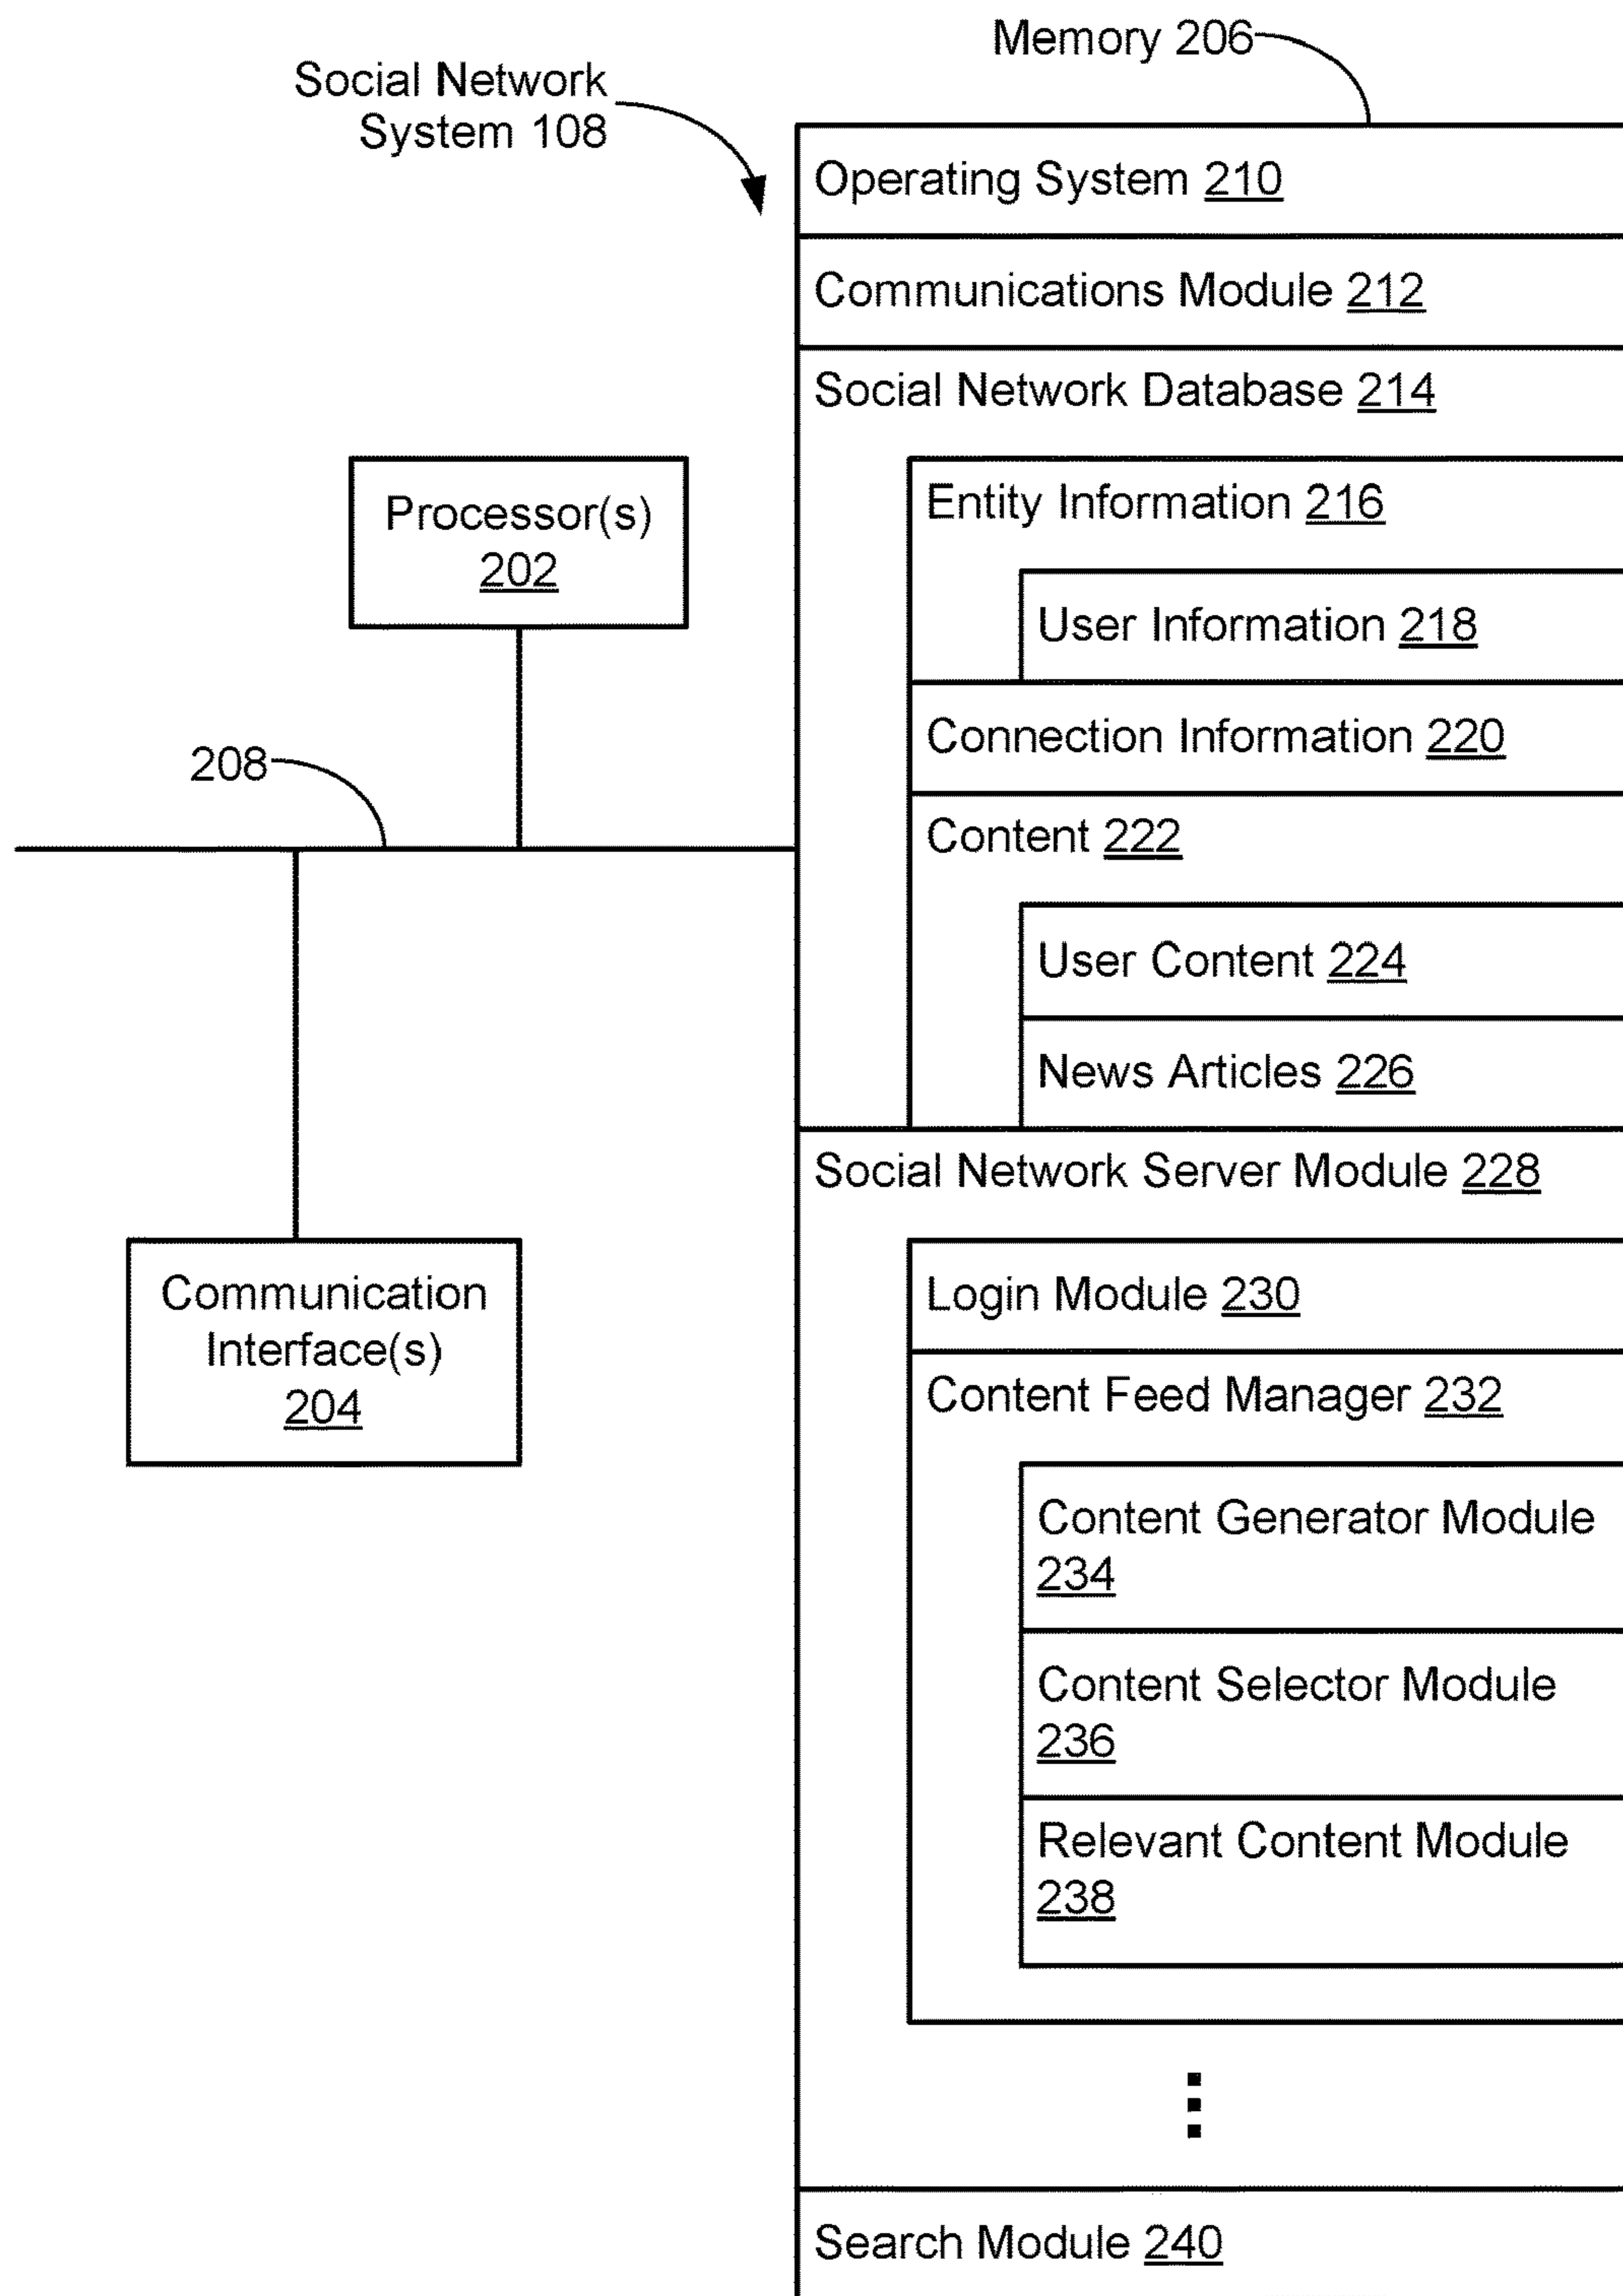 Memory 206
Social Network
System 108
Operating System 210
Communications Module 212
Social Network Database 214
Entity Information 216
User Information 218
Connection Information 220
Content 222
User Content 224
News Articles 226
Social Network Server Module 228
Login Module 230
Content Feed Manager 232
Content Generator Module
234
Content Selector Module
236
Relevant Content Module
238
Search Module 240
Processor(s)
202
208
Communication
Interface(s)
204